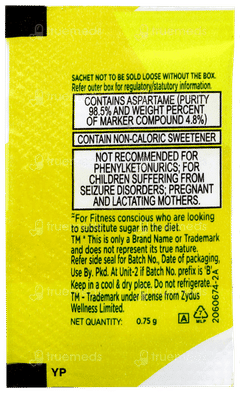 SACHET NOT TO BE SOLD LOOSE WITHOUT THE BOX.
Refer outer box for regulatory/statutory information.
CONTAINS ASPARTAME (PURITY
98.5% AND WEIGHT PERCENT
OF MARKER COMPOUND 4.8%)
CONTAIN NON-CALORIC SWEETENER
NOT RECOMMENDED FOR
PHENYLKETONURICS; FOR
CHILDREN SUFFERING FROM
SEIZURE DISORDERS; PREGNANT
AND LACTATING MOTHERS.
For Fitness conscious who are looking
to substitute sugar in the diet.
TM * This is only a Brand Name or Trademark
and does not represent its true nature.
Refer side seal for Batch No., Date of packaging,
Use By. Pkd. At Unit-2 if Batch No. prefix is 'B'.
Keep in a cool & dry place. Do not refrigerate.
TM - Trademark under license from Zydus
Wellness Limited.
NET QUANTITY: 0.75 g
A
MLP
2060674-2A
YP
truemeds